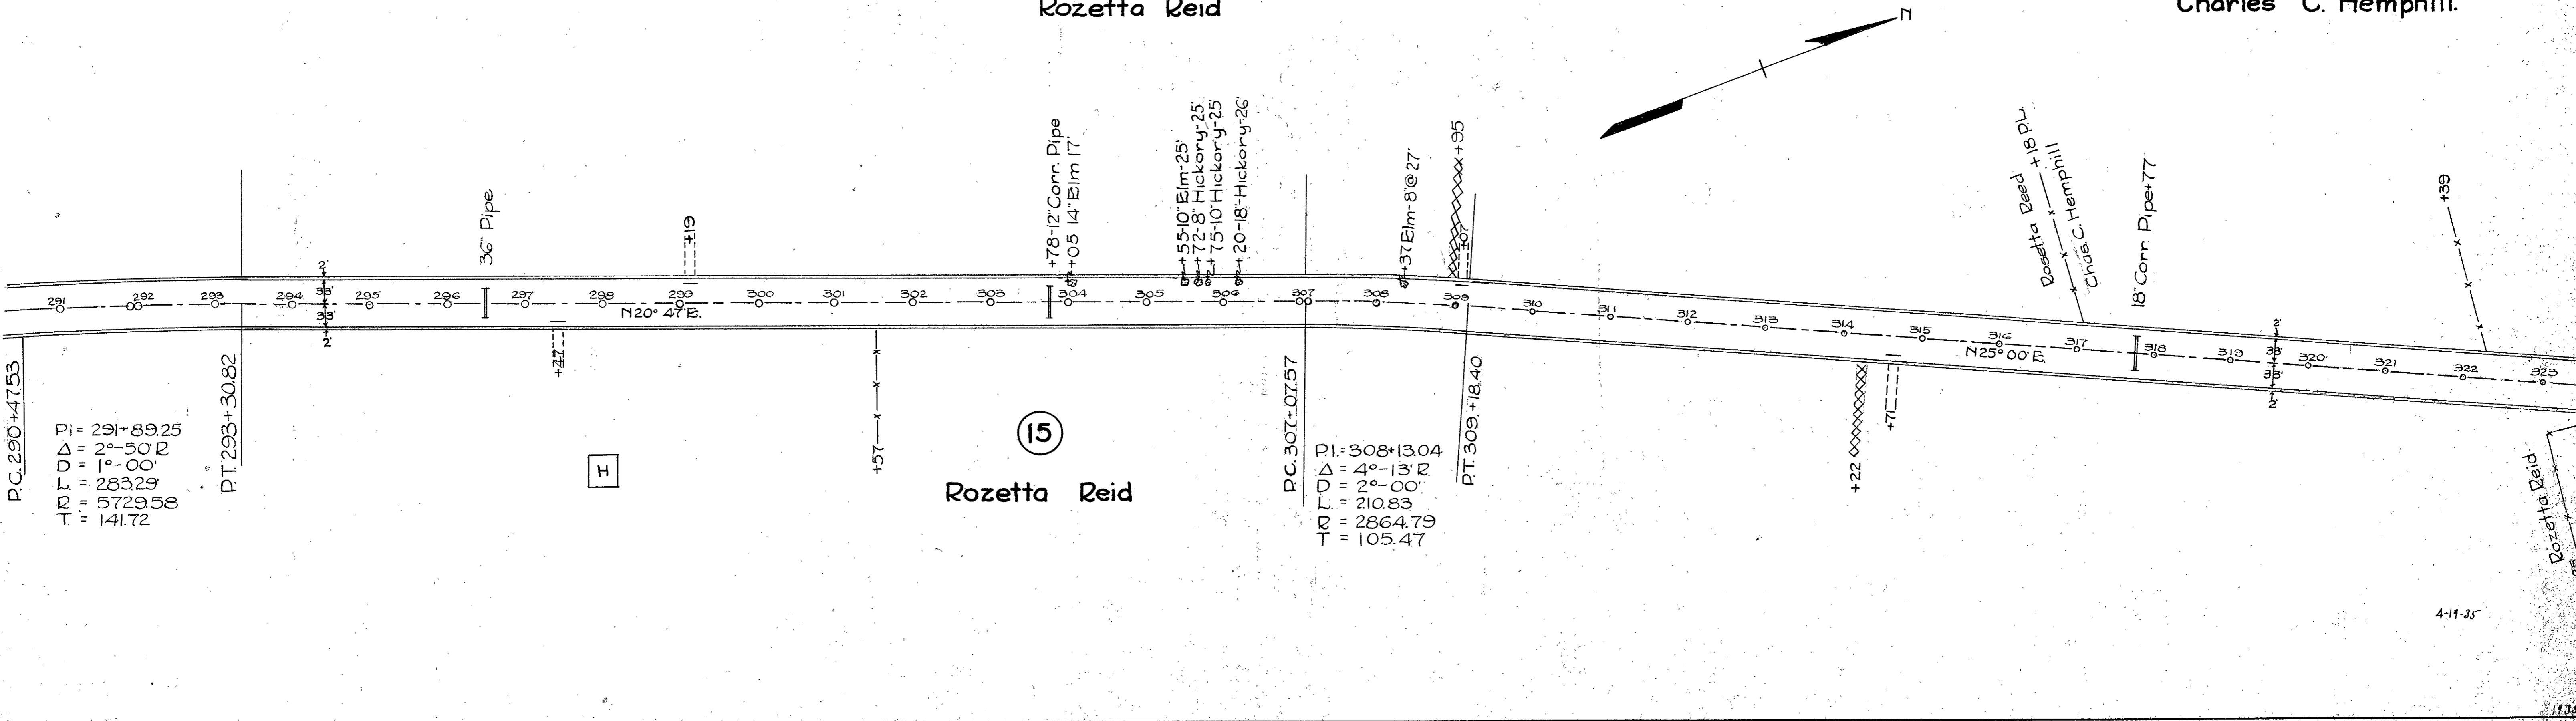 Rozetta Reid
Charles C. Hemphill.
N
36" Pipe
+19
+78-12" Corr. Pipe
+05 14" Elm 17'
+55-10" Elm-25'
+72-8" Hickory-25'
+75-10" Hickory-25'
+20-18"-Hickory-26'
+37 Elm-8"@27'
+95
+07
Rosetta Reed +18 P.L.
Chas. C. Hemphill
18" Corr. Pipe+77
+39
2'
33'
33'
2'
291 292 293 294 295 296 297 298 299 300 301 302 303 304 305 306 307 308 309 310 311 312 313 314 315 316 317 318 319 320 321 322 323
N20° 47'E.
N25°00'E.
2'
33'
33'
2'
P.C. 290+47.53
P.I.= 291+89.25
Δ = 2°-50' R
D = 1°-00'
L = 283.29'
R = 5729.58
T = 141.72
P.T. 293+30.82
+47
H
+57
15
Rozetta Reid
P.C. 307+07.57
P.I.=308+13.04
Δ = 4°-13' R.
D = 2°-00'
L = 210.83
R = 2864.79
T = 105.47
P.T. 309.+18.40
+22
+71
Rozetta Reid
4-19-35